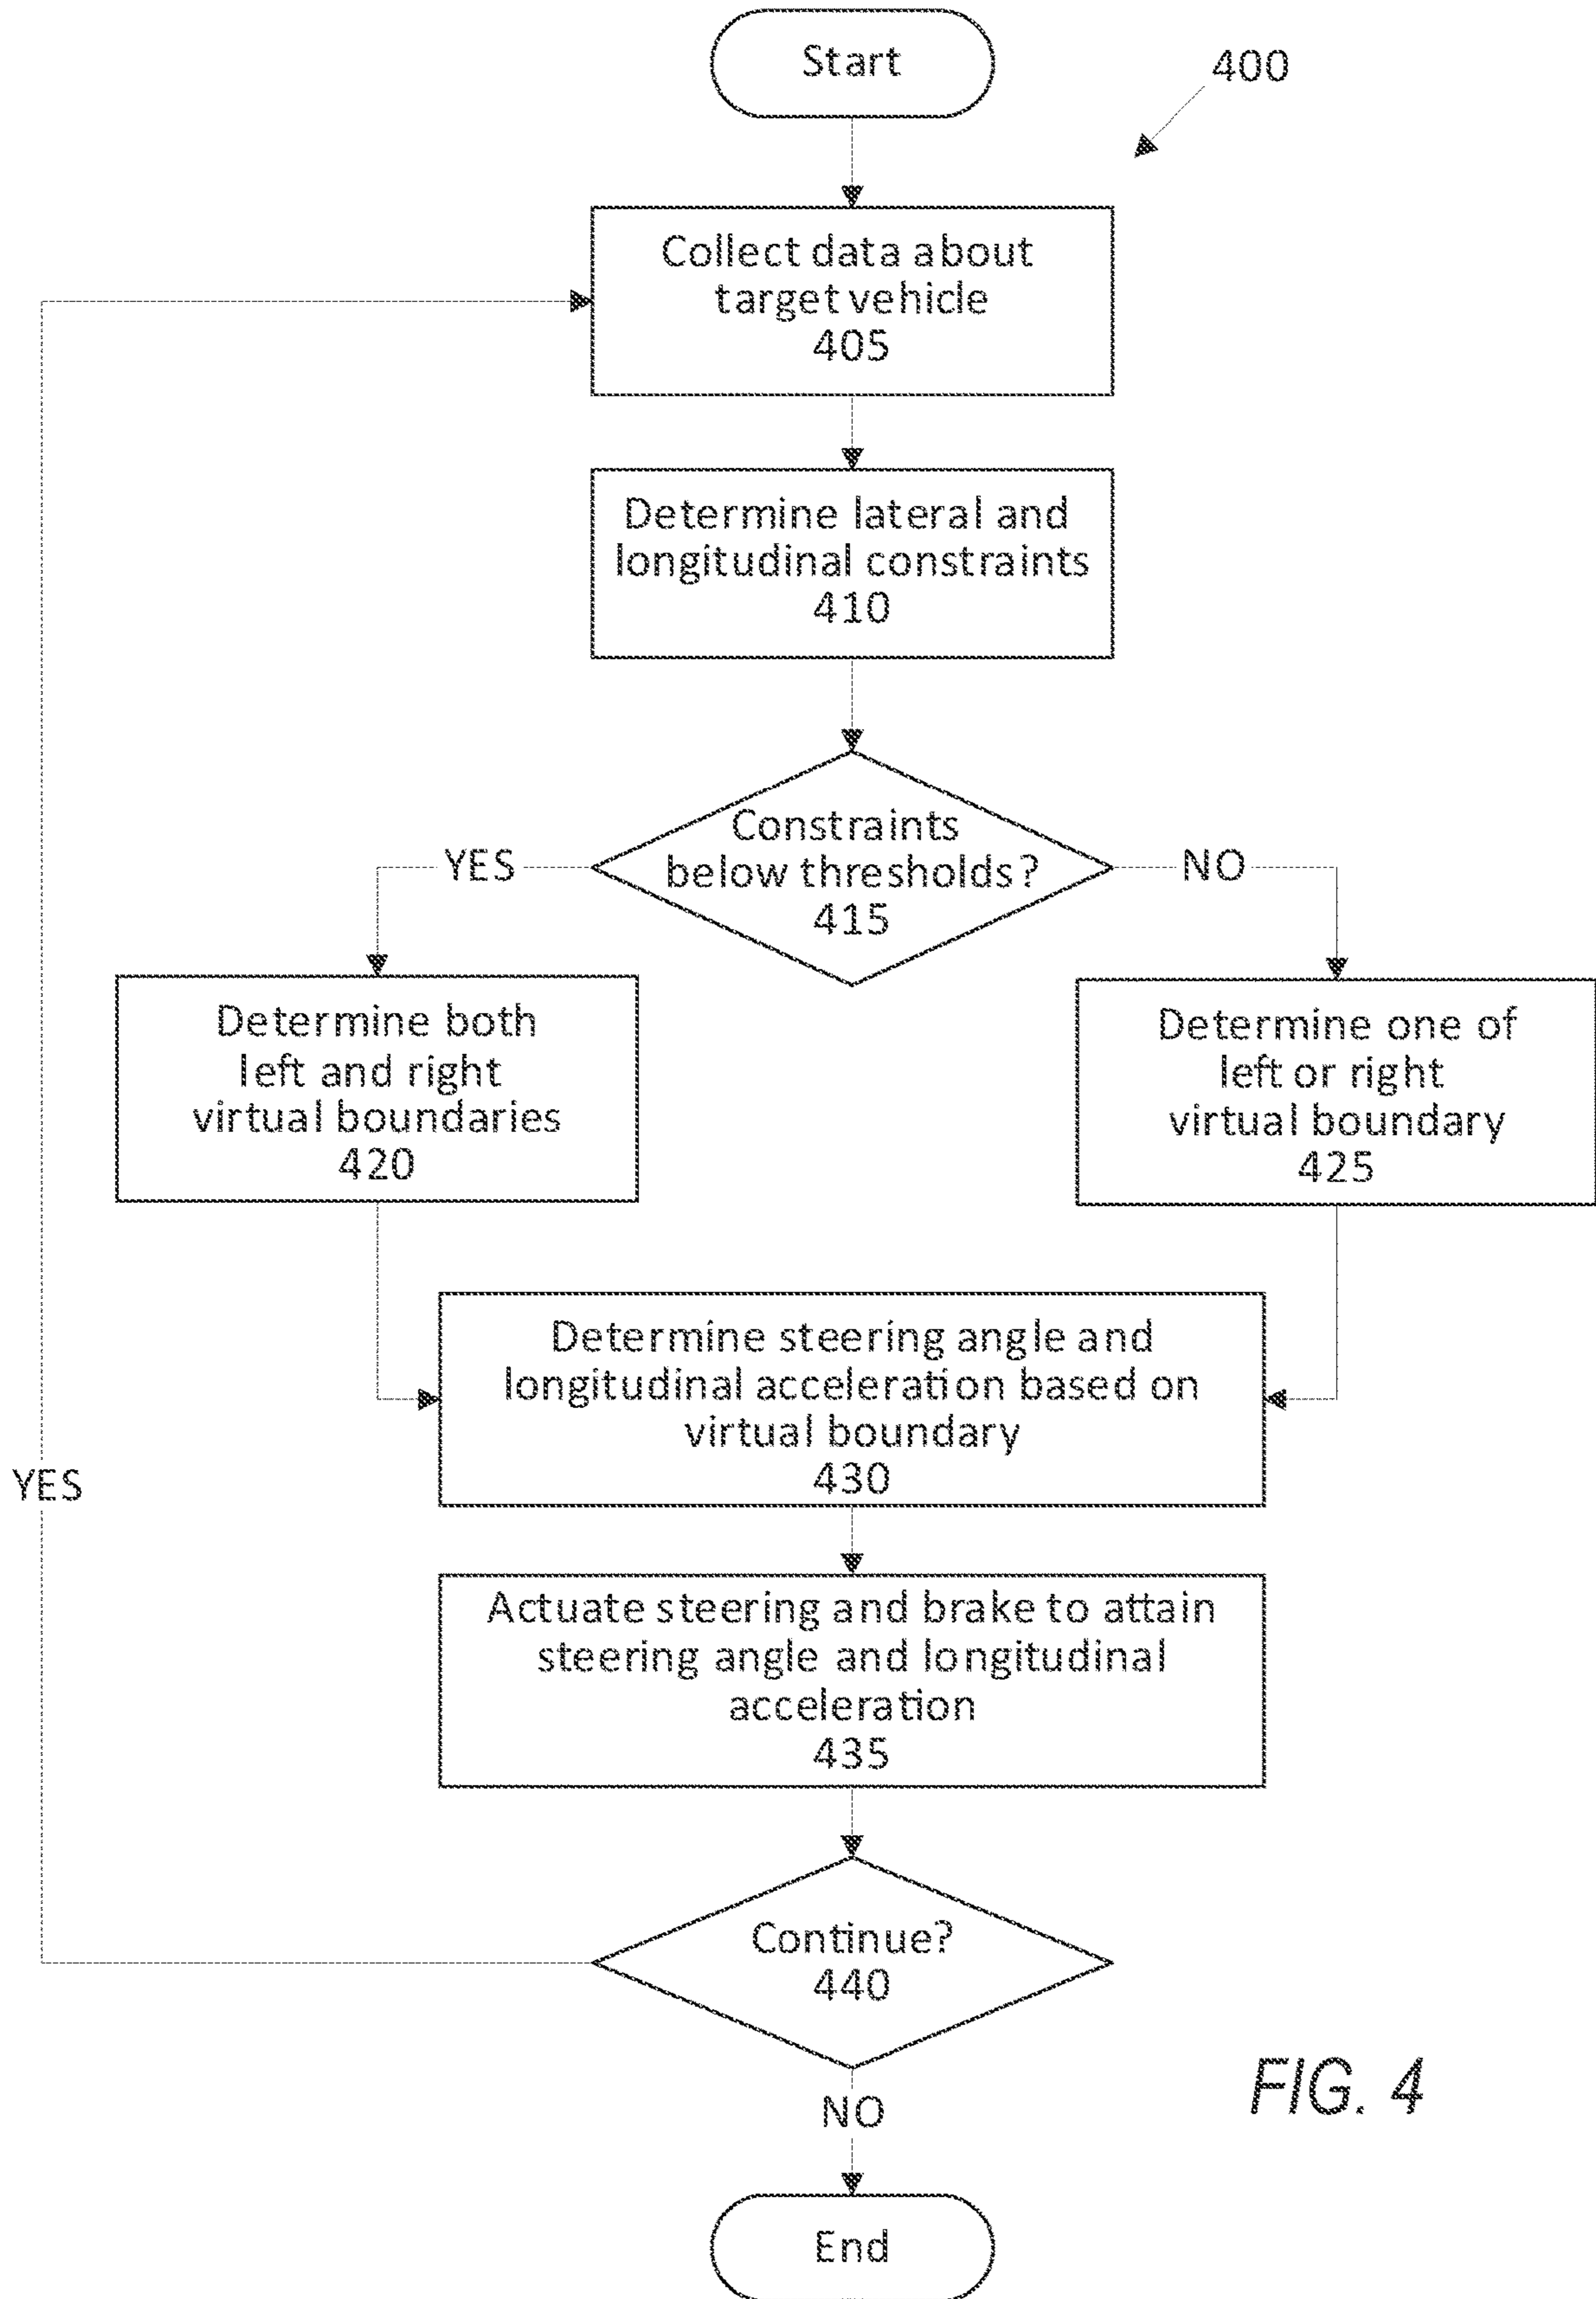 Start
400
Collect data about
target vehicle
405
Determine lateral and
longitudinal constraints
410
Constraints
below thresholds?
415
YES
NO
Determine both
left and right
virtual boundaries
420
Determine one of
left or right
virtual boundary
425
Determine steering angle and
longitudinal acceleration based on
virtual boundary
430
YES
Actuate steering and brake to attain
steering angle and longitudinal
acceleration
435
Continue?
440
NO
FIG. 4
End